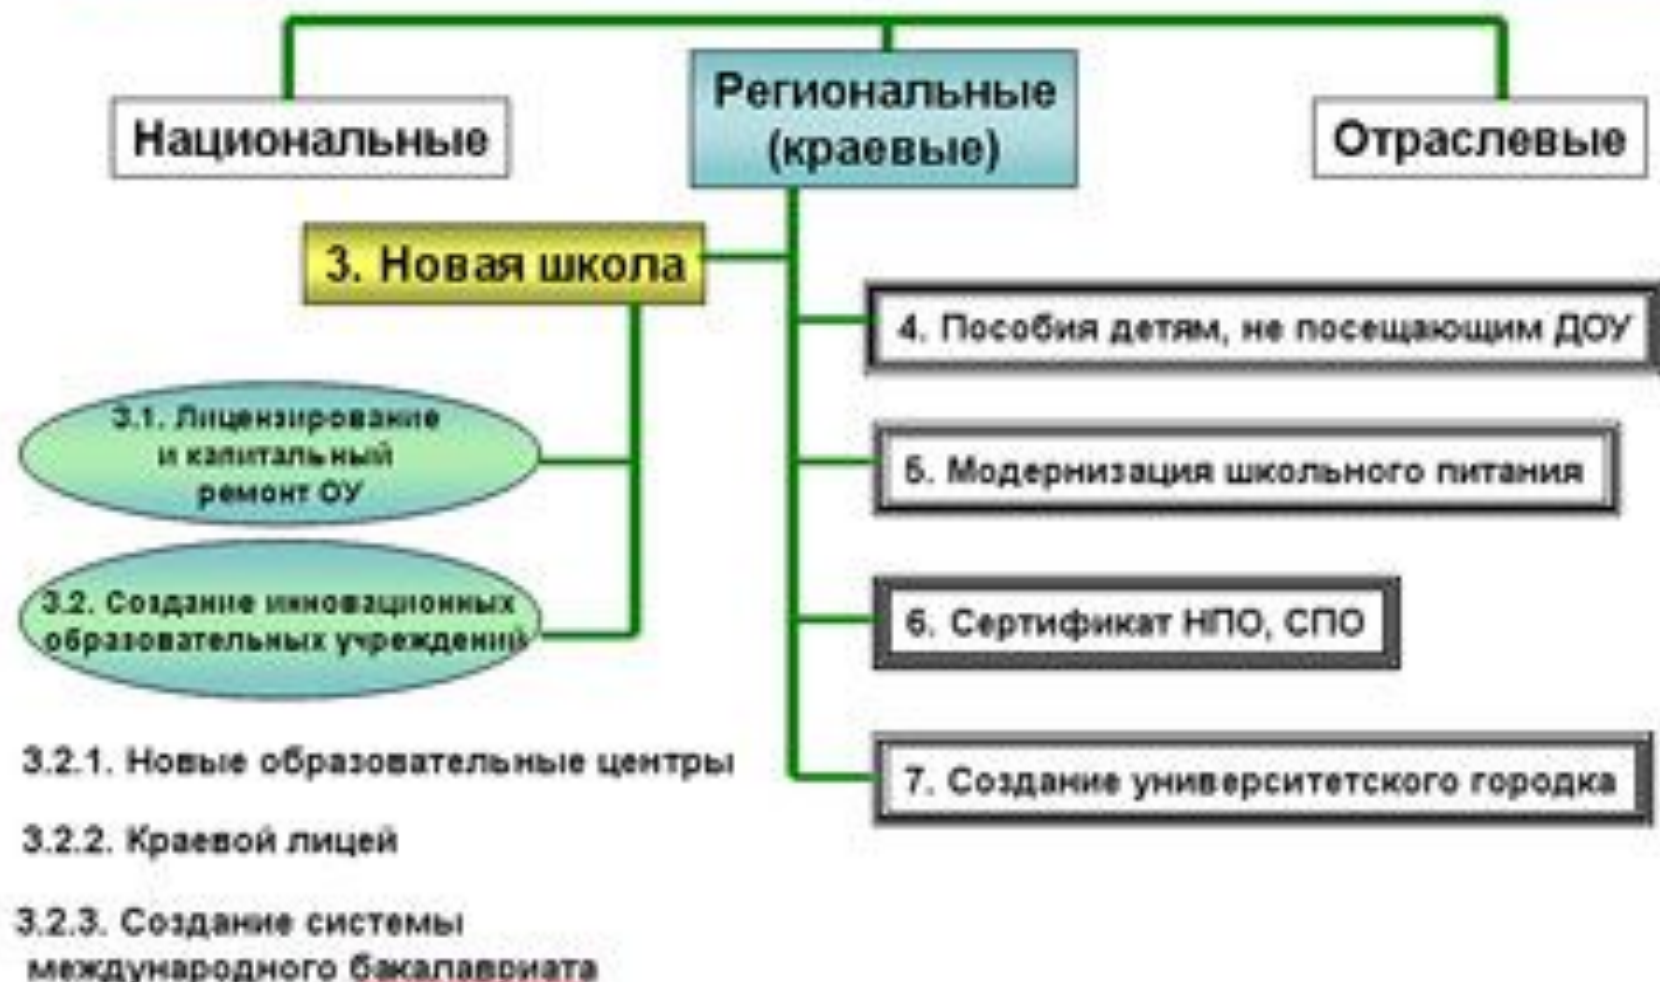 Национальные
Региональные
(краевые)
Отраслевые
3. Новая школа
4. Пособия детям, не посещающим ДОУ
3.1. Лицензирование
и капитальный
ремонт ОУ
5. Модернизация школьного питания
3.2. Создание инновационных
образовательных учреждений
6. Сертификат НПО, СПО
7. Создание университетского городка
3.2.1. Новые образовательные центры
3.2.2. Краевой лицей
3.2.3. Создание системы
международного бакалавриата